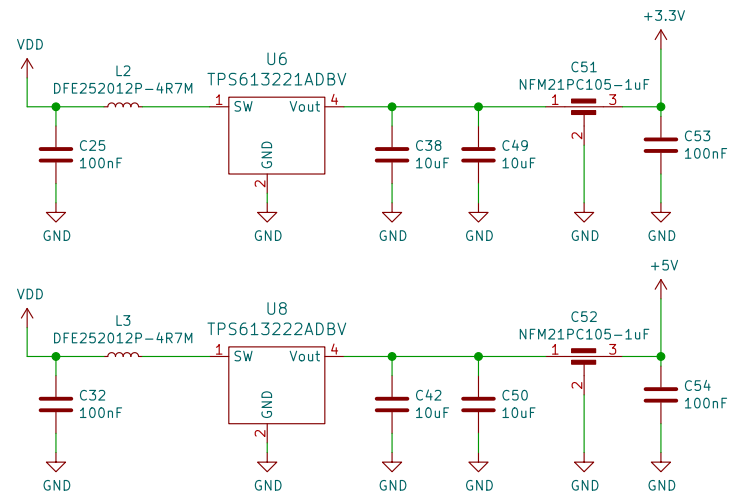 +3.3V
VDD
L2
DFE252012P-4R7M
U6
TPS613221ADBV
C51
NFM21PC105-1uF
1 SW Vout 4
1 3
2
GND
2
C25
100nF
C38
10uF
C49
10uF
C53
100nF
GND
GND
GND
GND
GND
GND
+5V
VDD
L3
DFE252012P-4R7M
U8
TPS613222ADBV
C52
NFM21PC105-1uF
1 SW Vout 4
1 3
2
GND
2
C32
100nF
C42
10uF
C50
10uF
C54
100nF
GND
GND
GND
GND
GND
GND